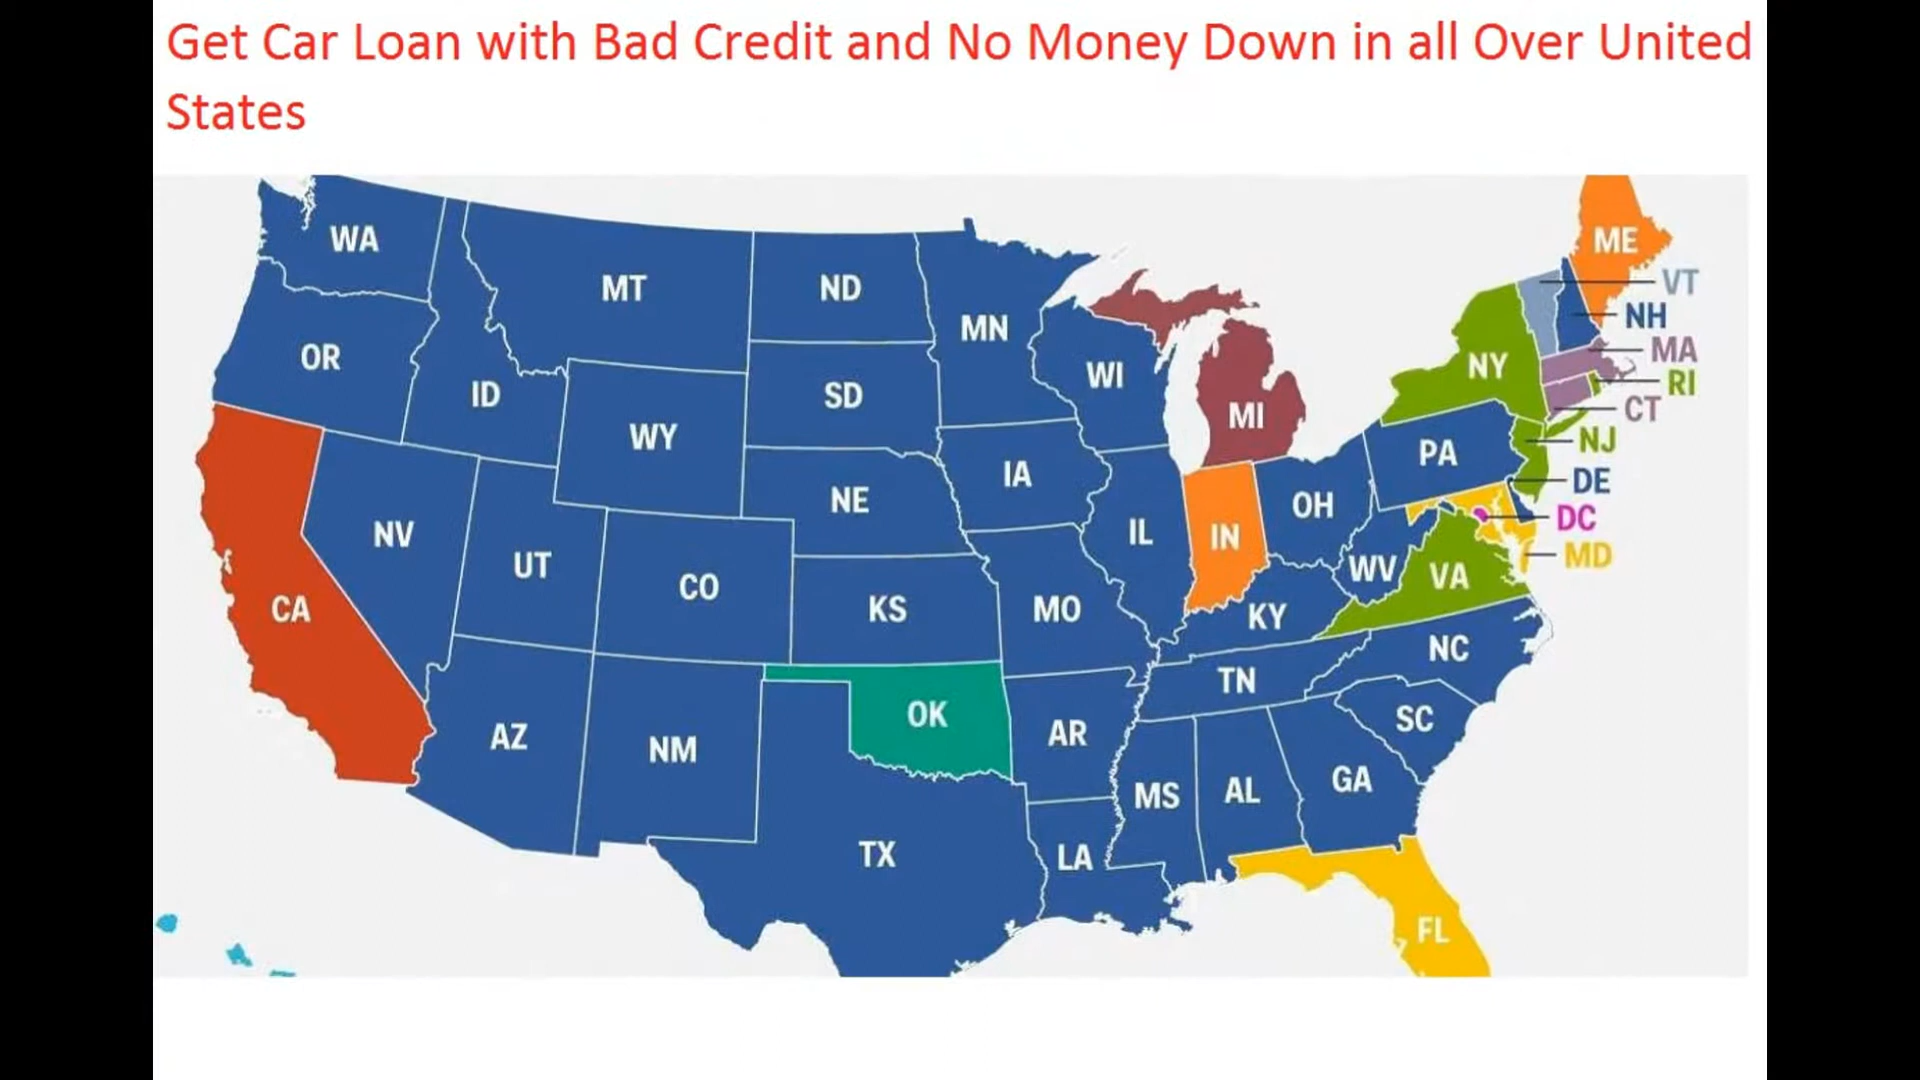 Get Car Loan with Bad Credit and No Money Down in all Over United
States
WA
MT
ND
MN
ME
VT
NH
OR
ID
WY
SD
WI
MI
NY
MA
RI
CT
NJ
PA
DE
DC
MD
NV
UT
CO
NE
IA
IL
IN
OH
WV
VA
CA
KS
MO
KY
NC
TN
SC
AZ
NM
OK
AR
MS
AL
GA
TX
LA
FL